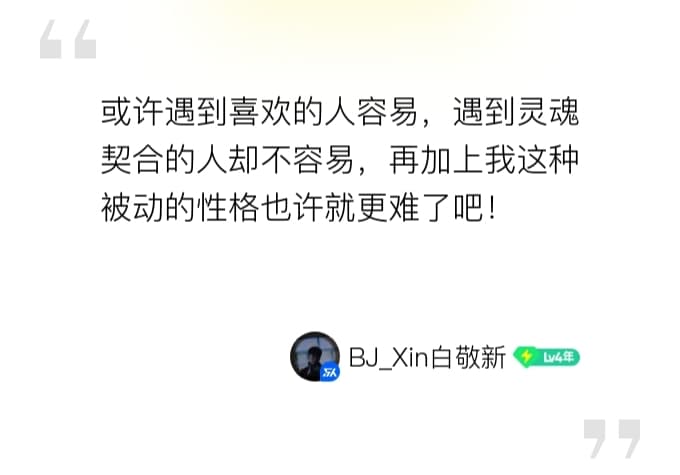 “
或许遇到喜欢的人容易，遇到灵魂
契合的人却不容易，再加上我这种
被动的性格也许就更难了吧！
BJ_Xin白敬新 Lv4年
”